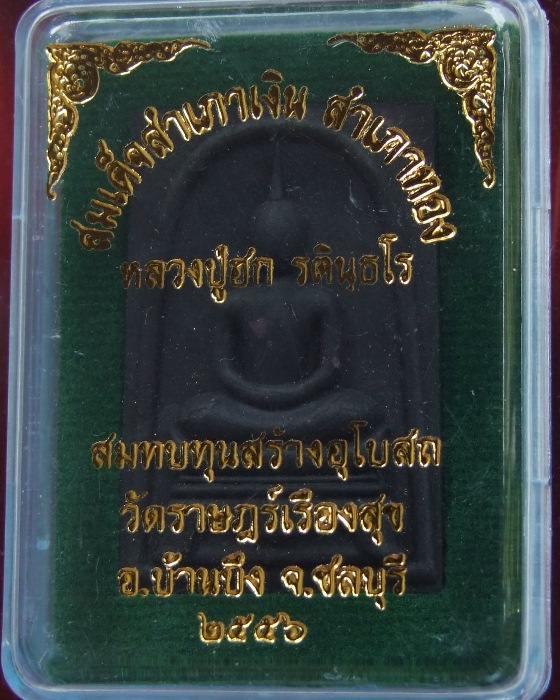 สมเด็จสำเภาเงิน สำเภาทอง
หลวงปู่ฮก รตินฺธโร
สมทบทุนสร้างอุโบสถ
วัดราษฎร์เรืองสุข
อ.บ้านบึง จ.ชลบุรี
๒๕๕๖